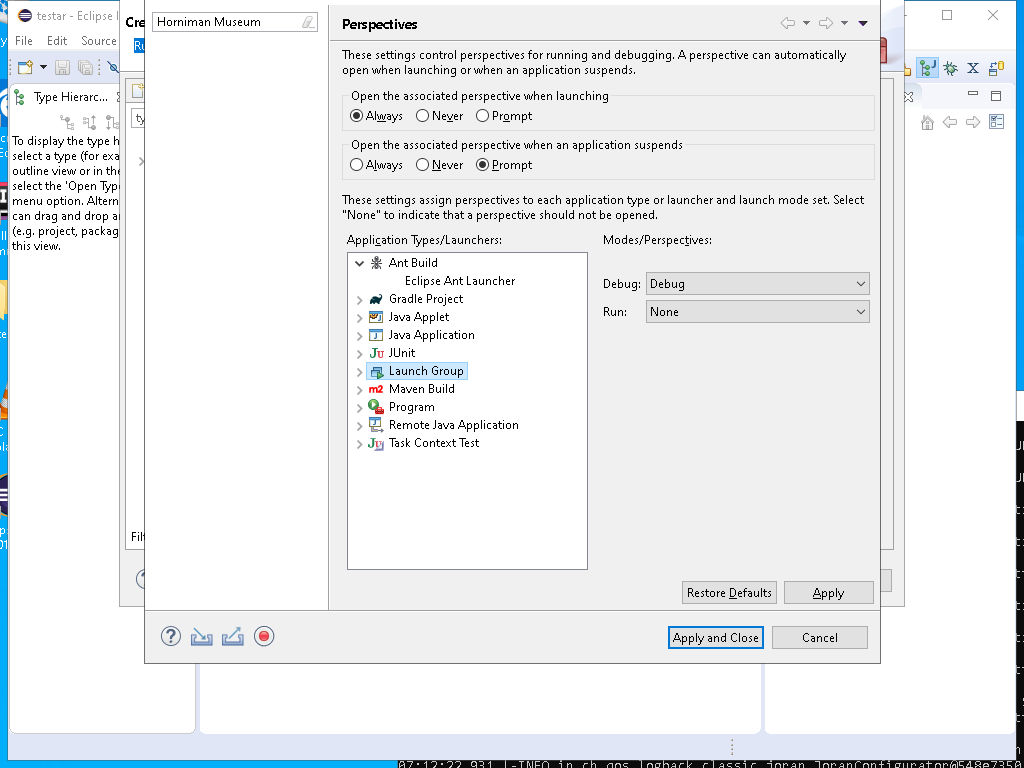 testar - Eclipse
File Edit Source
Type Hierarc...
To display the type h
select a type (for exa
outline view or in the
select the 'Open Type
menu option. Altern
can drag and drop a
(e.g. project, packag
this view.
Cre
Ru
ty
Filt
Horniman Museum
Perspectives
These settings control perspectives for running and debugging. A perspective can automatically
open when launching or when an application suspends.
Open the associated perspective when launching
Always Never Prompt
Open the associated perspective when an application suspends
Always Never Prompt
These settings assign perspectives to each application type or launcher and launch mode set. Select
"None" to indicate that a perspective should not be opened.
Application Types/Launchers:
Modes/Perspectives:
Ant Build
Eclipse Ant Launcher
Gradle Project
Java Applet
Java Application
JUnit
Launch Group
Maven Build
Program
Remote Java Application
Task Context Test
Debug: Debug
Run: None
Restore Defaults
Apply
Apply and Close
Cancel
07:12:22,931 |-INFO in ch.qos.logback.classic.joran.JoranConfigurator@548e7350